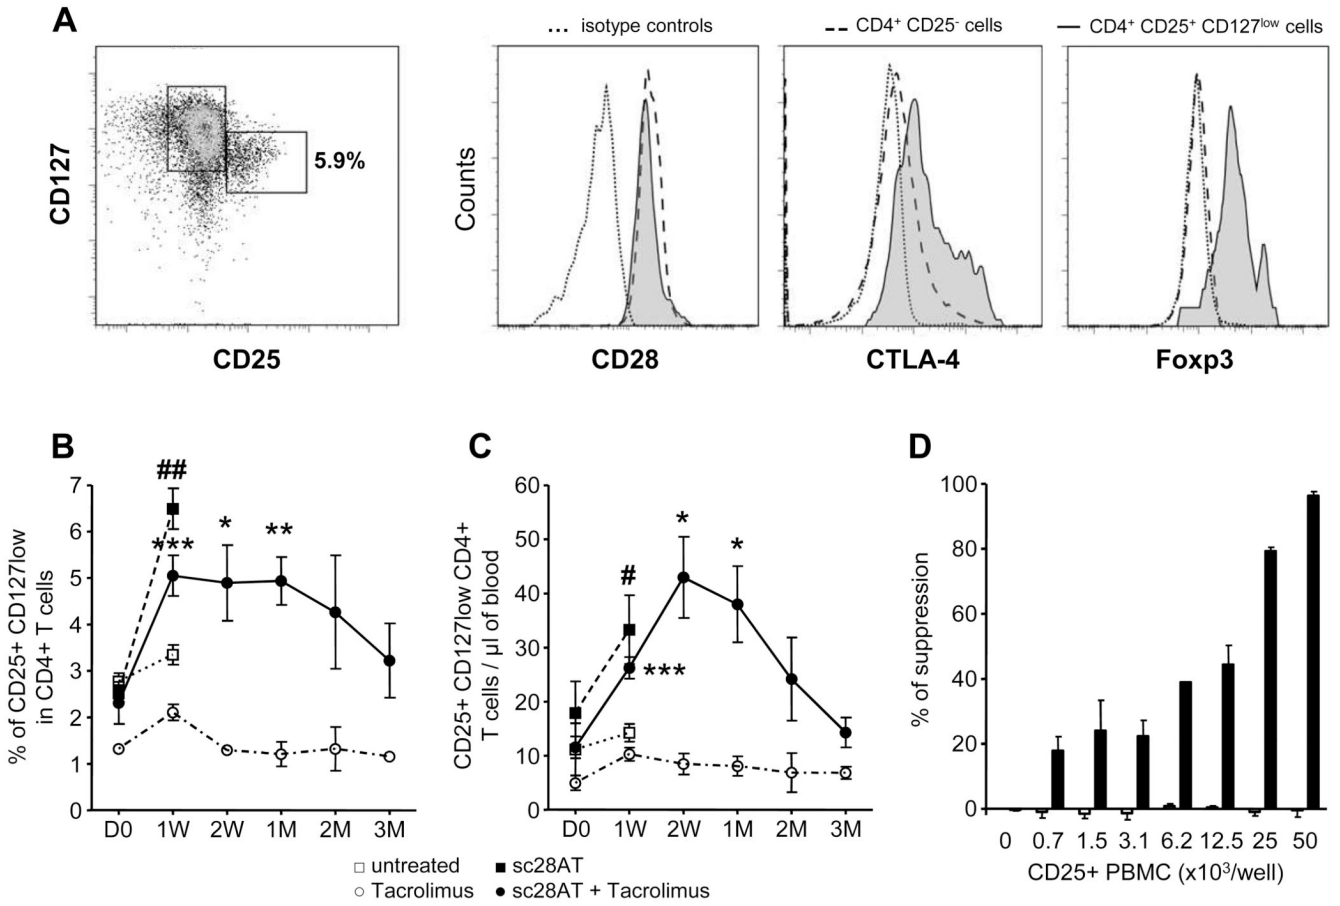 A
... isotype controls
-- CD4+ CD25- cells
— CD4+ CD25+ CD127low cells
CD127
5.9%
CD25
Counts
CD28
CTLA-4
Foxp3
B
% of CD25+ CD127low
in CD4+ T cells
7
6
5
4
3
2
1
0
##
***
*
**
D0 1W 2W 1M 2M 3M
C
CD25+ CD127low CD4+
T cells / µl of blood
60
50
40
30
20
10
0
#
***
*
*
D0 1W 2W 1M 2M 3M
□ untreated ■ sc28AT
○ Tacrolimus ● sc28AT + Tacrolimus
D
% of suppression
100
80
60
40
20
0
0 0.7 1.5 3.1 6.2 12.5 25 50
CD25+ PBMC (x10³/well)